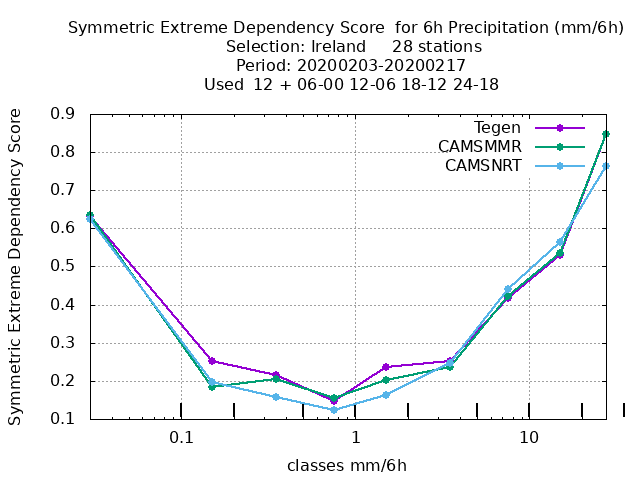 Symmetric Extreme Dependency Score  for 6h Precipitation (mm/6h)
Selection: Ireland     28 stations
Period: 20200203-20200217
Used  12 + 06-00 12-06 18-12 24-18
Symmetric Extreme Dependency Score
0.9
0.8
0.7
0.6
0.5
0.4
0.3
0.2
0.1
Tegen
CAMSMMR
CAMSNRT
0.1 1 10
classes mm/6h